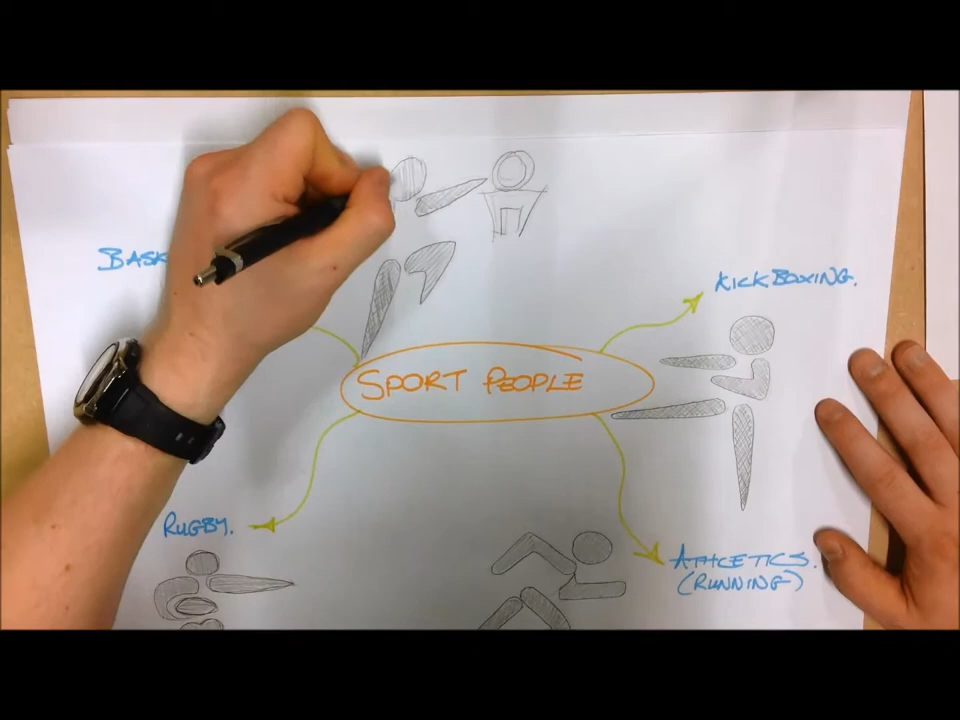 BASK
KICKBOXING.
SPORT PEOPLE
RUGBY.
ATHLETICS.
(RUNNING)